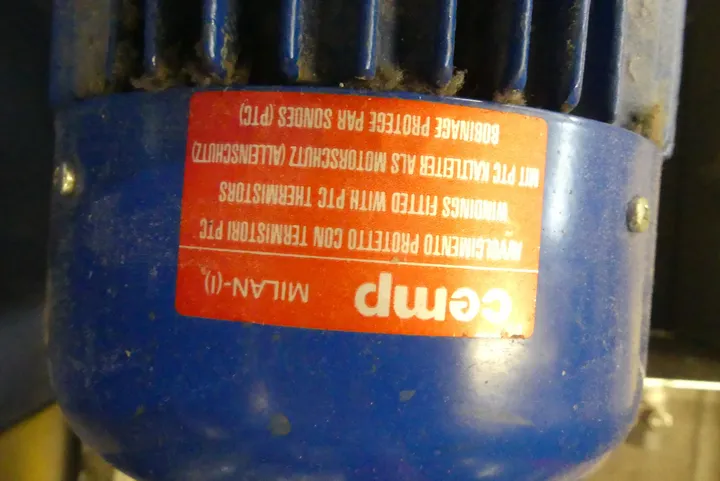 cemp MILAN-(I)
AVVOLGIMENTO PROTETTO CON TERMISTORI PTC
WINDINGS FITTED WITH PTC THERMISTORS
MIT PTC KALTLEITER ALS MOTORSCHUTZ (ALLEINSCHUTZ)
BOBINAGE PROTEGE PAR SONDES (PTC)